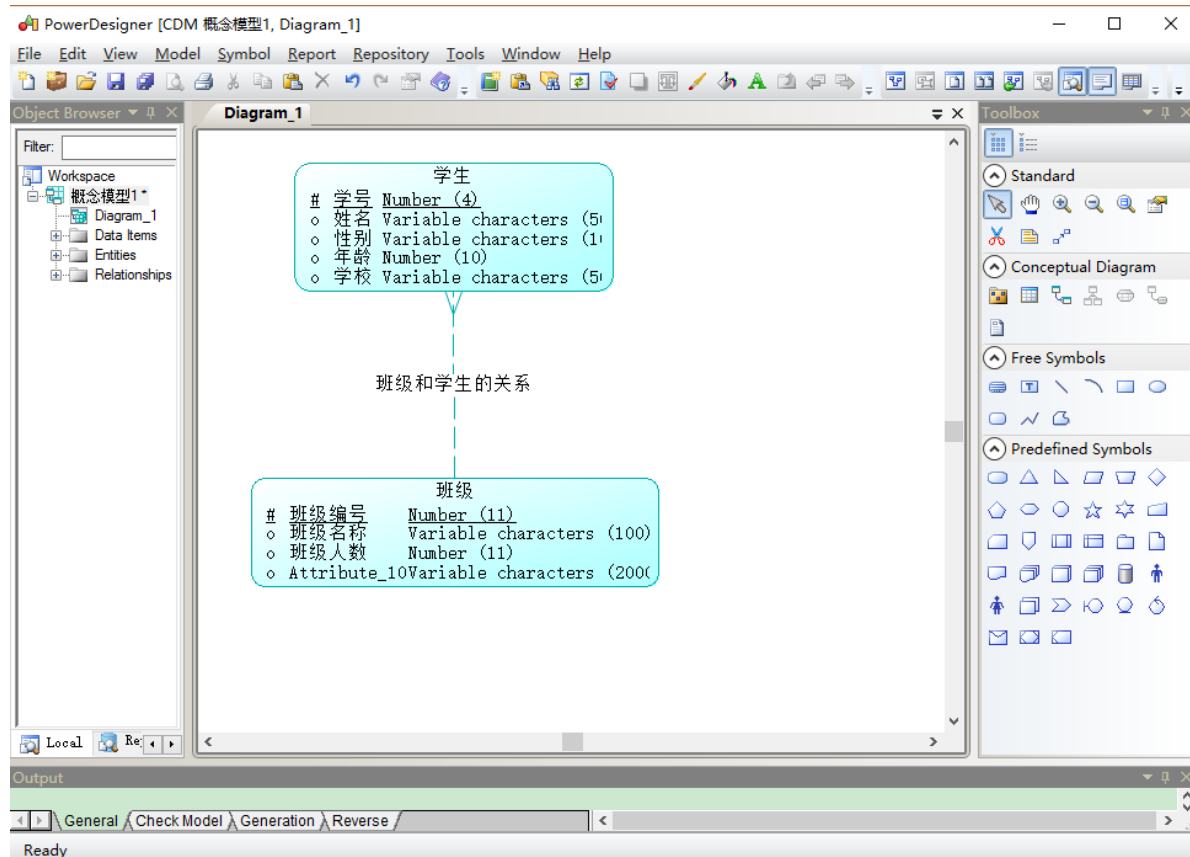 PowerDesigner [CDM 概念模型1, Diagram_1]
File Edit View Model Symbol Report Repository Tools Window Help
Object Browser
Diagram_1
Toolbox
Filter:
Workspace
概念模型1 *
Diagram_1
Data Items
Entities
Relationships
学生
# 学号 Number (4)
o 姓名 Variable characters (5
o 性别 Variable characters (1
o 年龄 Number (10)
o 学校 Variable characters (5
班级和学生的关系
班级
# 班级编号 Number (11)
o 班级名称 Variable characters (100)
o 班级人数 Number (11)
o Attribute_10Variable characters (200
Standard
Conceptual Diagram
Free Symbols
Predefined Symbols
Local
Output
General Check Model Generation Reverse
Ready